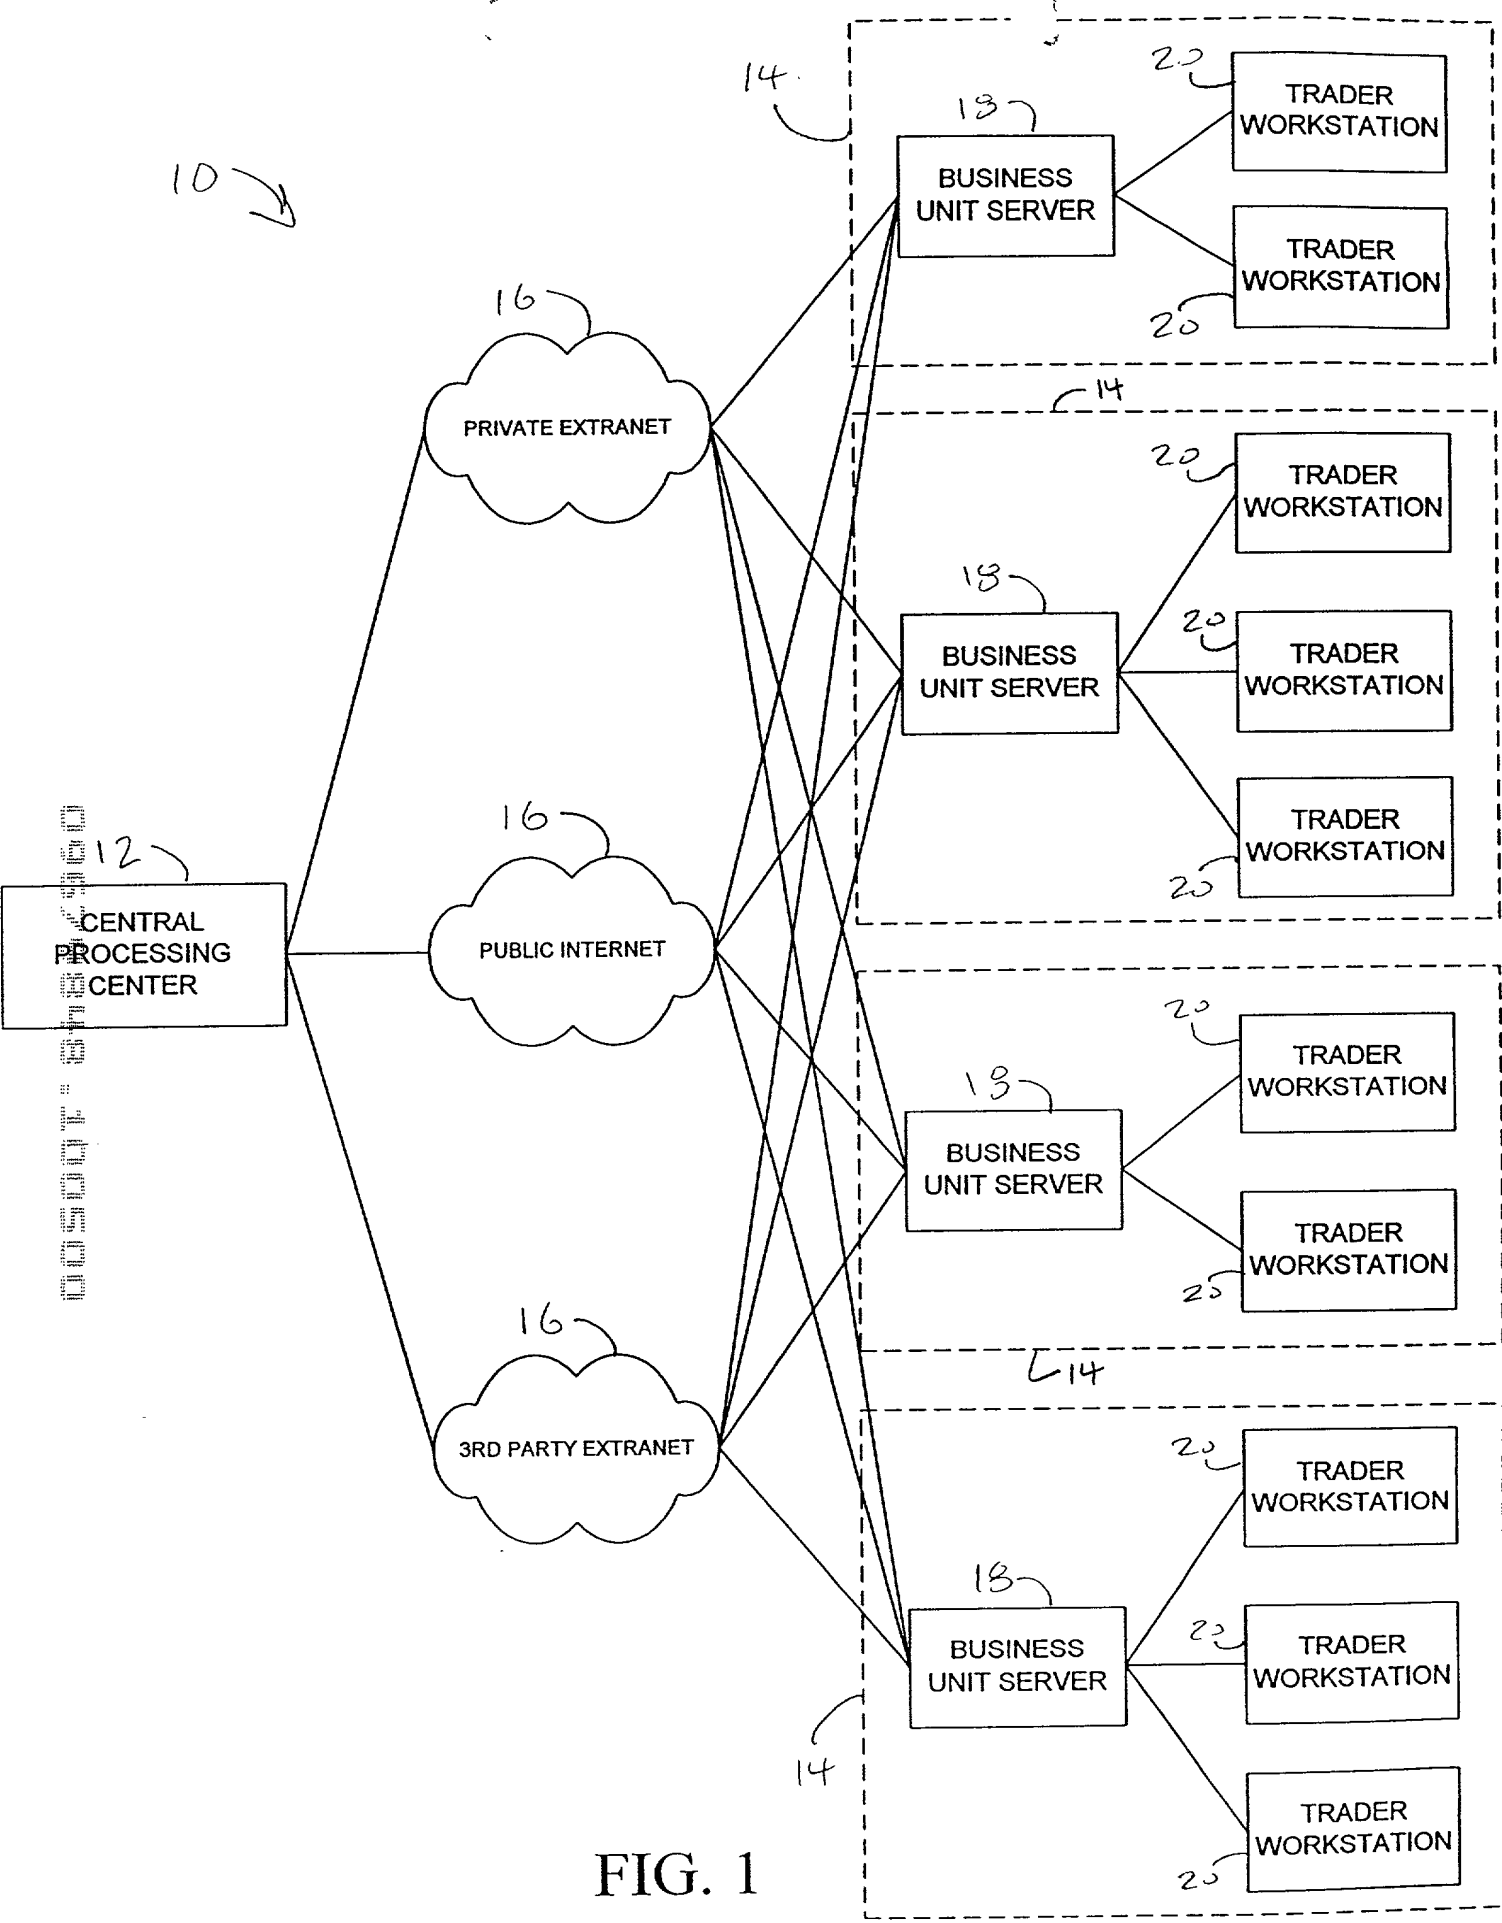 14
20
TRADER
WORKSTATION
18
BUSINESS
UNIT SERVER
10
TRADER
WORKSTATION
20
16
PRIVATE EXTRANET
14
20
TRADER
WORKSTATION
18
BUSINESS
UNIT SERVER
20
TRADER
WORKSTATION
TRADER
WORKSTATION
20
12
CENTRAL
PROCESSING
CENTER
16
PUBLIC INTERNET
20
TRADER
WORKSTATION
18
BUSINESS
UNIT SERVER
TRADER
WORKSTATION
20
14
16
3RD PARTY EXTRANET
20
TRADER
WORKSTATION
18
BUSINESS
UNIT SERVER
20
TRADER
WORKSTATION
14
TRADER
WORKSTATION
20
FIG. 1